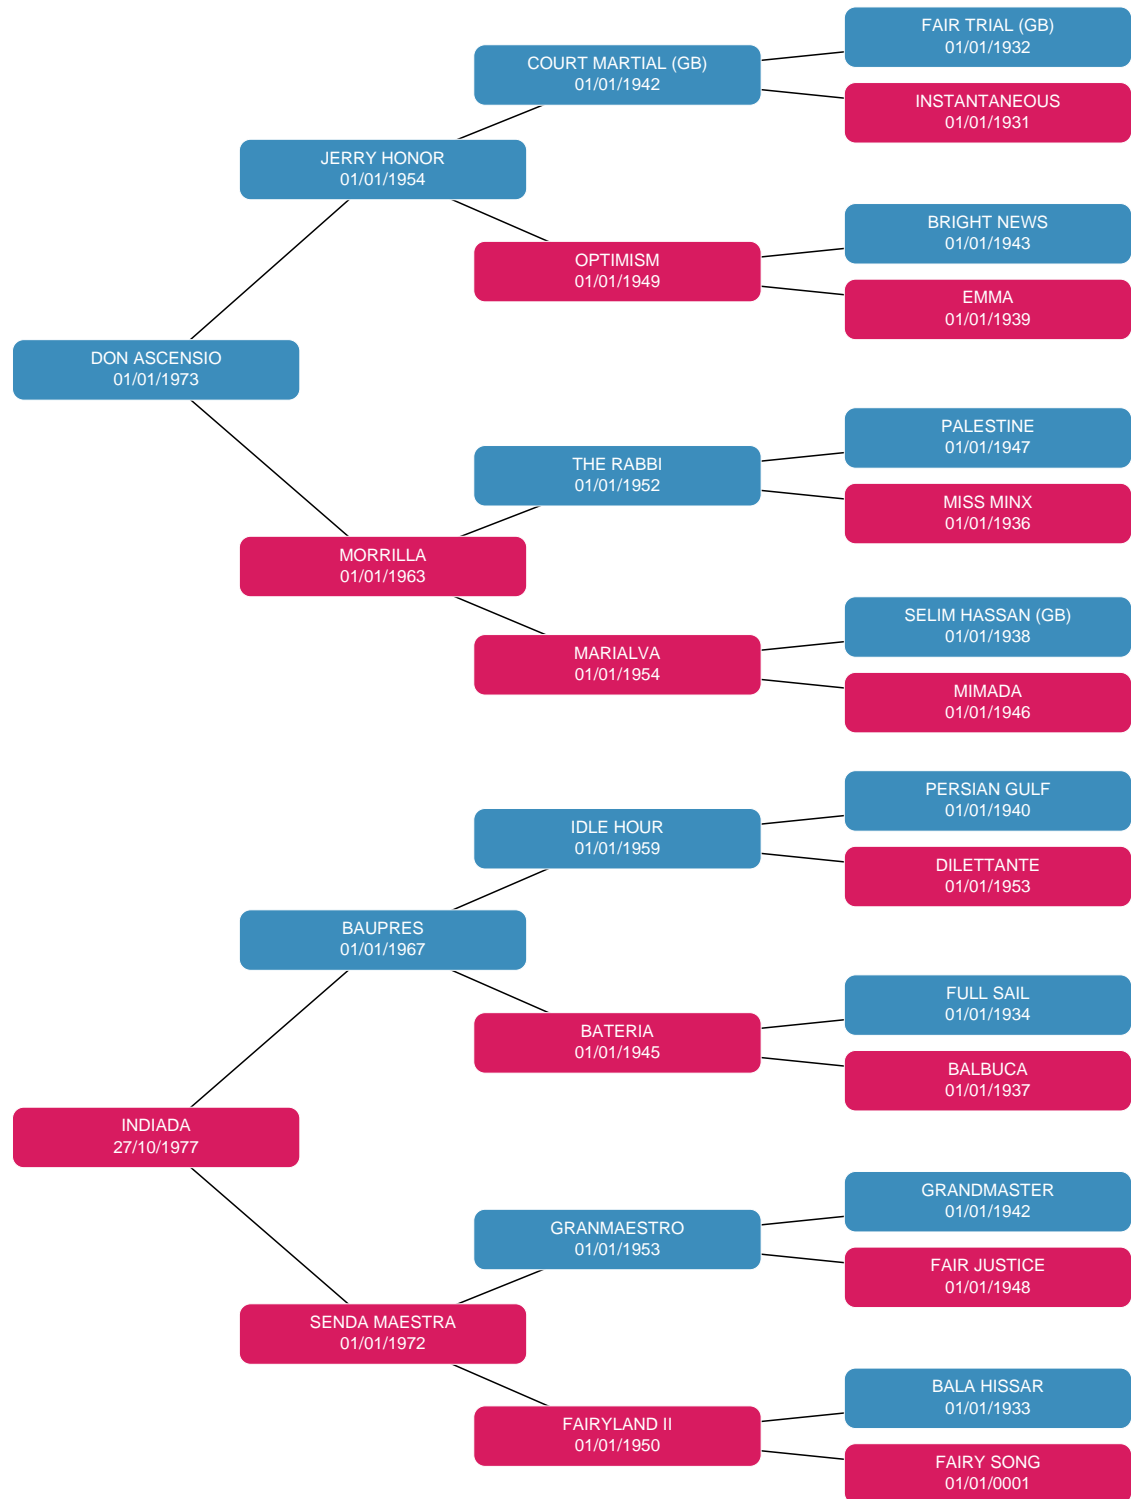 FAIR TRIAL (GB)
01/01/1932
COURT MARTIAL (GB)
01/01/1942
INSTANTANEOUS
01/01/1931
JERRY HONOR
01/01/1954
BRIGHT NEWS
01/01/1943
OPTIMISM
01/01/1949
EMMA
01/01/1939
DON ASCENSIO
01/01/1973
PALESTINE
01/01/1947
THE RABBI
01/01/1952
MISS MINX
01/01/1936
MORRILLA
01/01/1963
SELIM HASSAN (GB)
01/01/1938
MARIALVA
01/01/1954
MIMADA
01/01/1946
PERSIAN GULF
01/01/1940
IDLE HOUR
01/01/1959
DILETTANTE
01/01/1953
BAUPRES
01/01/1967
FULL SAIL
01/01/1934
BATERIA
01/01/1945
BALBUCA
01/01/1937
INDIADA
27/10/1977
GRANDMASTER
01/01/1942
GRANMAESTRO
01/01/1953
FAIR JUSTICE
01/01/1948
SENDA MAESTRA
01/01/1972
BALA HISSAR
01/01/1933
FAIRYLAND II
01/01/1950
FAIRY SONG
01/01/0001